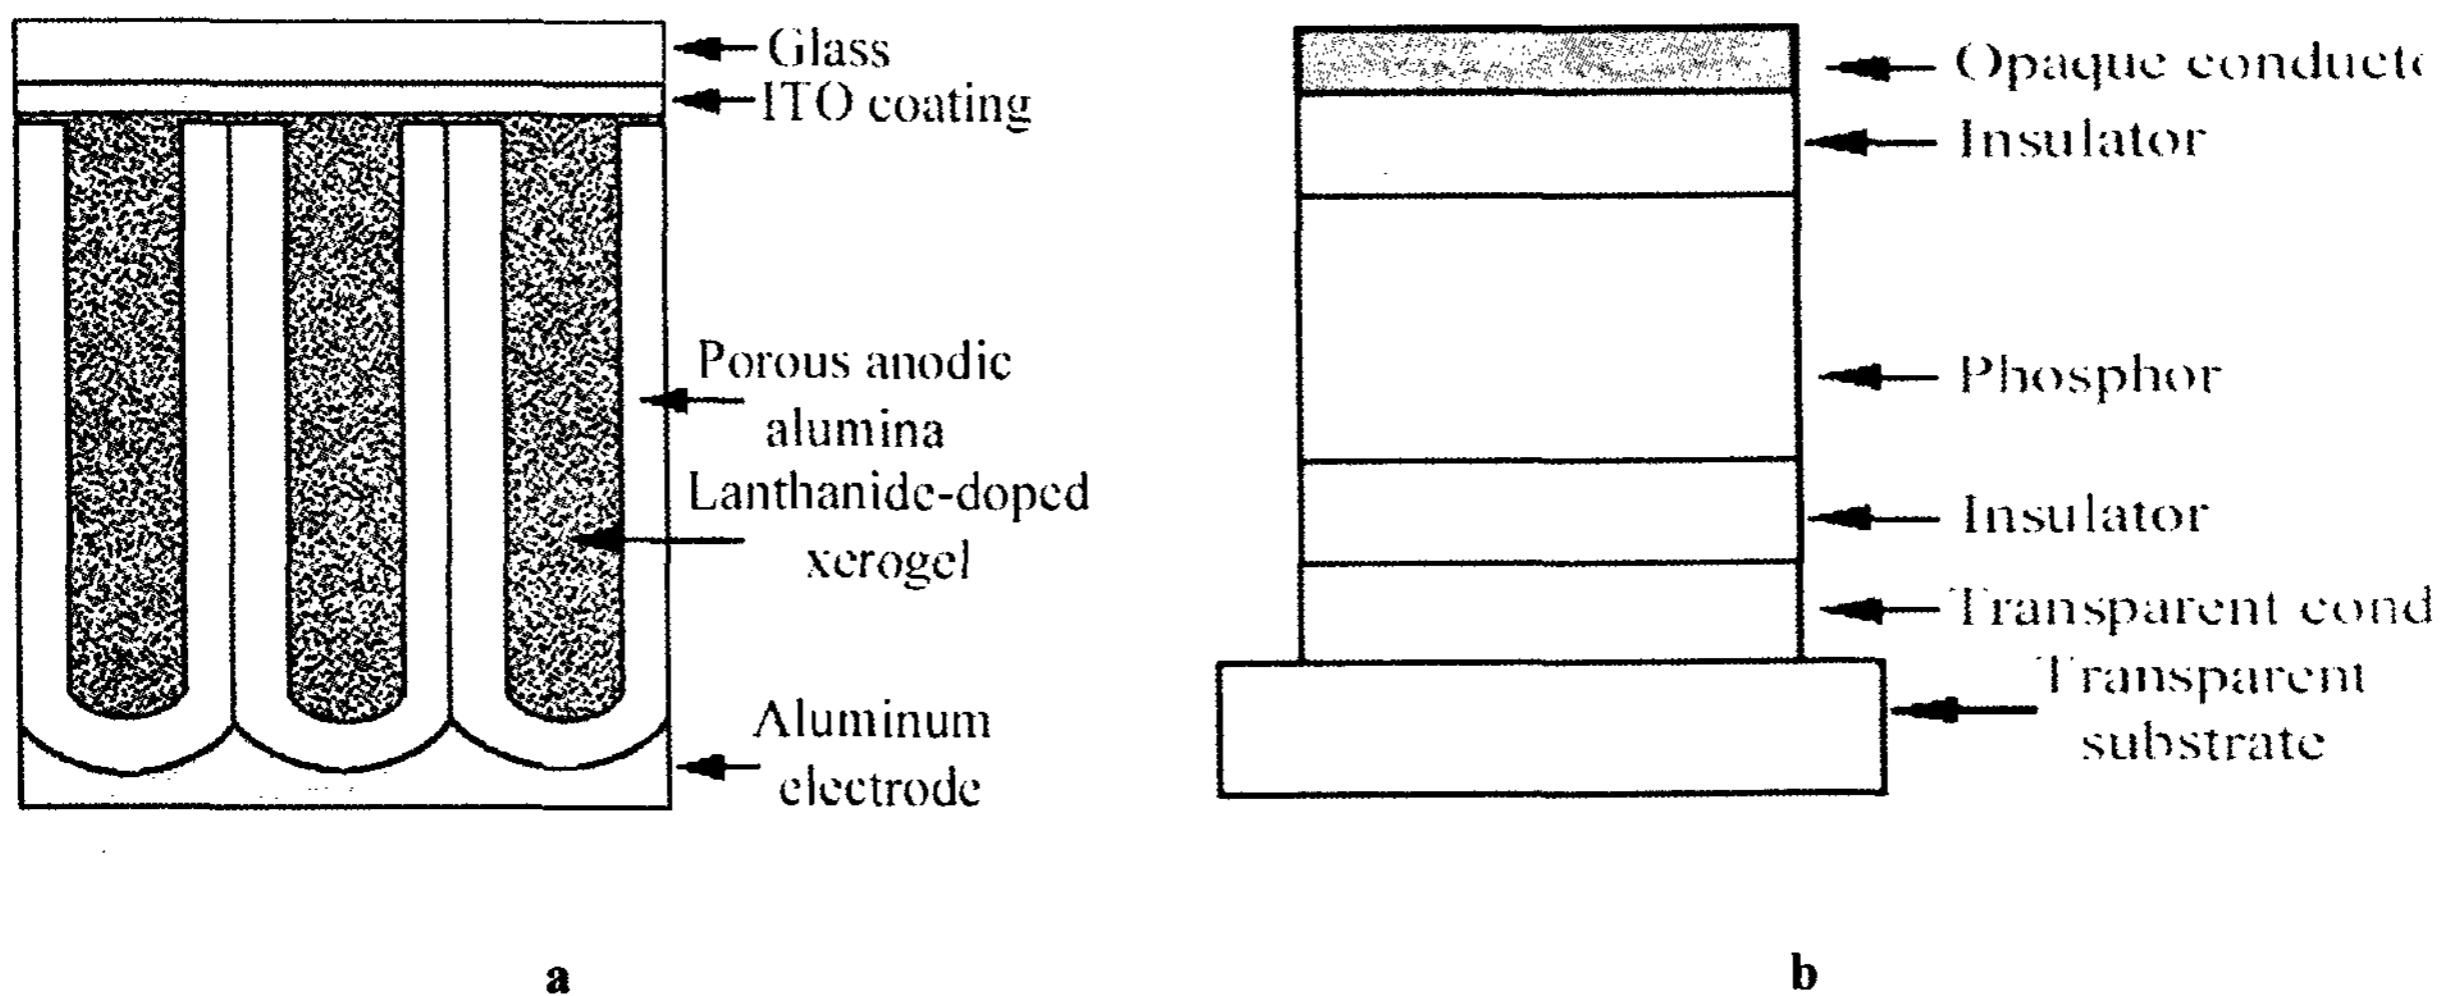 Glass
ITO coating
Porous anodic
alumina
Lanthanide-doped
xerogel
Aluminum
electrode
a
Opaque conducto
Insulator
Phosphor
Insulator
Transparent cond
Transparent
substrate
b